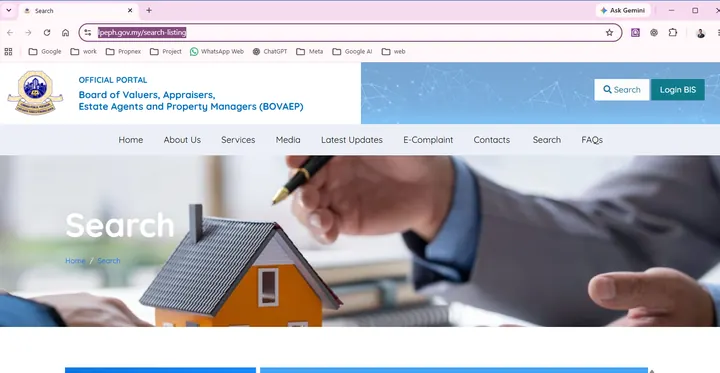 Search
Ask Gemini
lpeph.gov.my/search-listing
Google
work
Propnex
Project
WhatsApp Web
ChatGPT
Meta
Google AI
web
OFFICIAL PORTAL
Board of Valuers, Appraisers,
Estate Agents and Property Managers (BOVAEP)
Search
Login BIS
Home
About Us
Services
Media
Latest Updates
E-Complaint
Contacts
Search
FAQs
Search
Home / Search